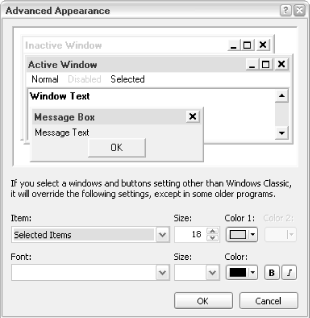 Advanced Appearance
Inactive Window
Active Window
Normal Disabled Selected
Window Text
Message Box
Message Text
OK
If you select a windows and buttons setting other than Windows Classic,
it will override the following settings, except in some older programs.
Item: Size: Color 1: Color 2:
Selected Items 18
Font: Size: Color:
B I
OK Cancel